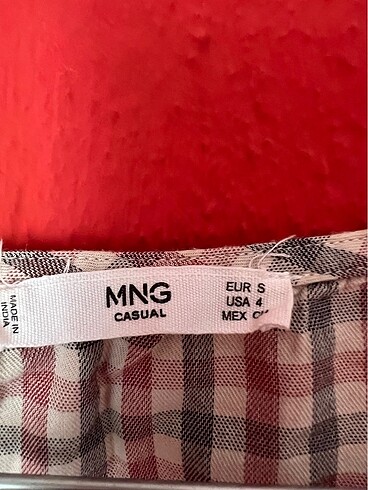 MNG
CASUAL
EUR S
USA 4
MEX
MADE IN
INDIA